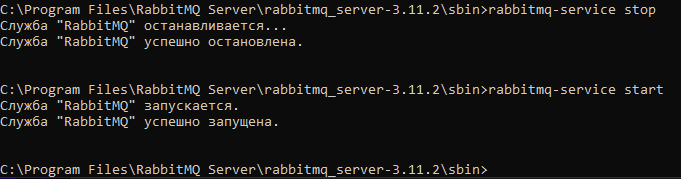 C:\Program Files\RabbitMQ Server\rabbitmq_server-3.11.2\sbin>rabbitmq-service stop
Служба "RabbitMQ" останавливается...
Служба "RabbitMQ" успешно остановлена.
C:\Program Files\RabbitMQ Server\rabbitmq_server-3.11.2\sbin>rabbitmq-service start
Служба "RabbitMQ" запускается.
Служба "RabbitMQ" успешно запущена.
C:\Program Files\RabbitMQ Server\rabbitmq_server-3.11.2\sbin>